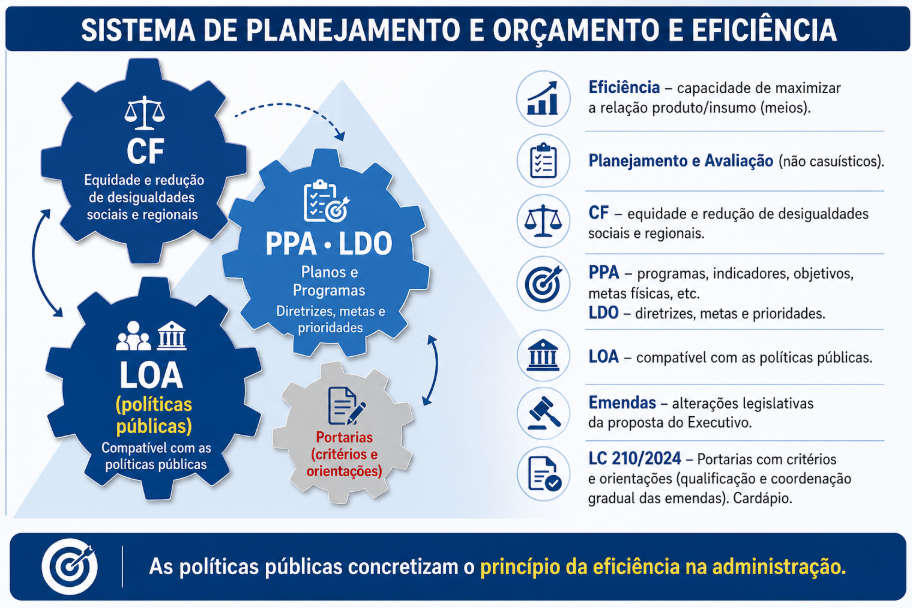 SISTEMA DE PLANEJAMENTO E ORÇAMENTO E EFICIÊNCIA
CF
Equidade e redução
de desigualdades
sociais e regionais
PPA • LDO
Planos e
Programas
Diretrizes, metas e
prioridades
LOA
(políticas
públicas)
Compatível com as
políticas públicas
Portarias
(critérios e
orientações)
Eficiência – capacidade de maximizar
a relação produto/insumo (meios).
Planejamento e Avaliação (não casuísticos).
CF – equidade e redução de desigualdades
sociais e regionais.
PPA – programas, indicadores, objetivos,
metas físicas, etc.
LDO – diretrizes, metas e prioridades.
LOA – compatível com as políticas públicas.
Emendas – alterações legislativas
da proposta do Executivo.
LC 210/2024 – Portarias com critérios
e orientações (qualificação e coordenação
gradual das emendas). Cardápio.
As políticas públicas concretizam o princípio da eficiência na administração.